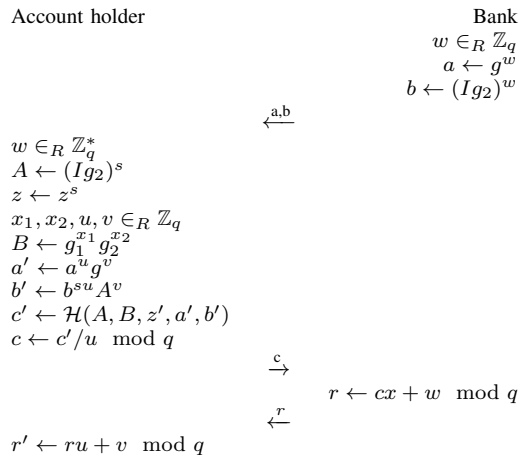 Account holder Bank
w ∈_R ℤ_q
a ← g^w
b ← (Ig_2)^w
←^{a,b}
w ∈_R ℤ_q^*
A ← (Ig_2)^s
z ← z^s
x_1, x_2, u, v ∈_R ℤ_q
B ← g_1^{x_1} g_2^{x_2}
a′ ← a^u g^v
b′ ← b^{su} A^v
c′ ← ℋ(A, B, z′, a′, b′)
c ← c′/u mod q
→^c
r ← cx + w mod q
←^r
r′ ← ru + v mod q